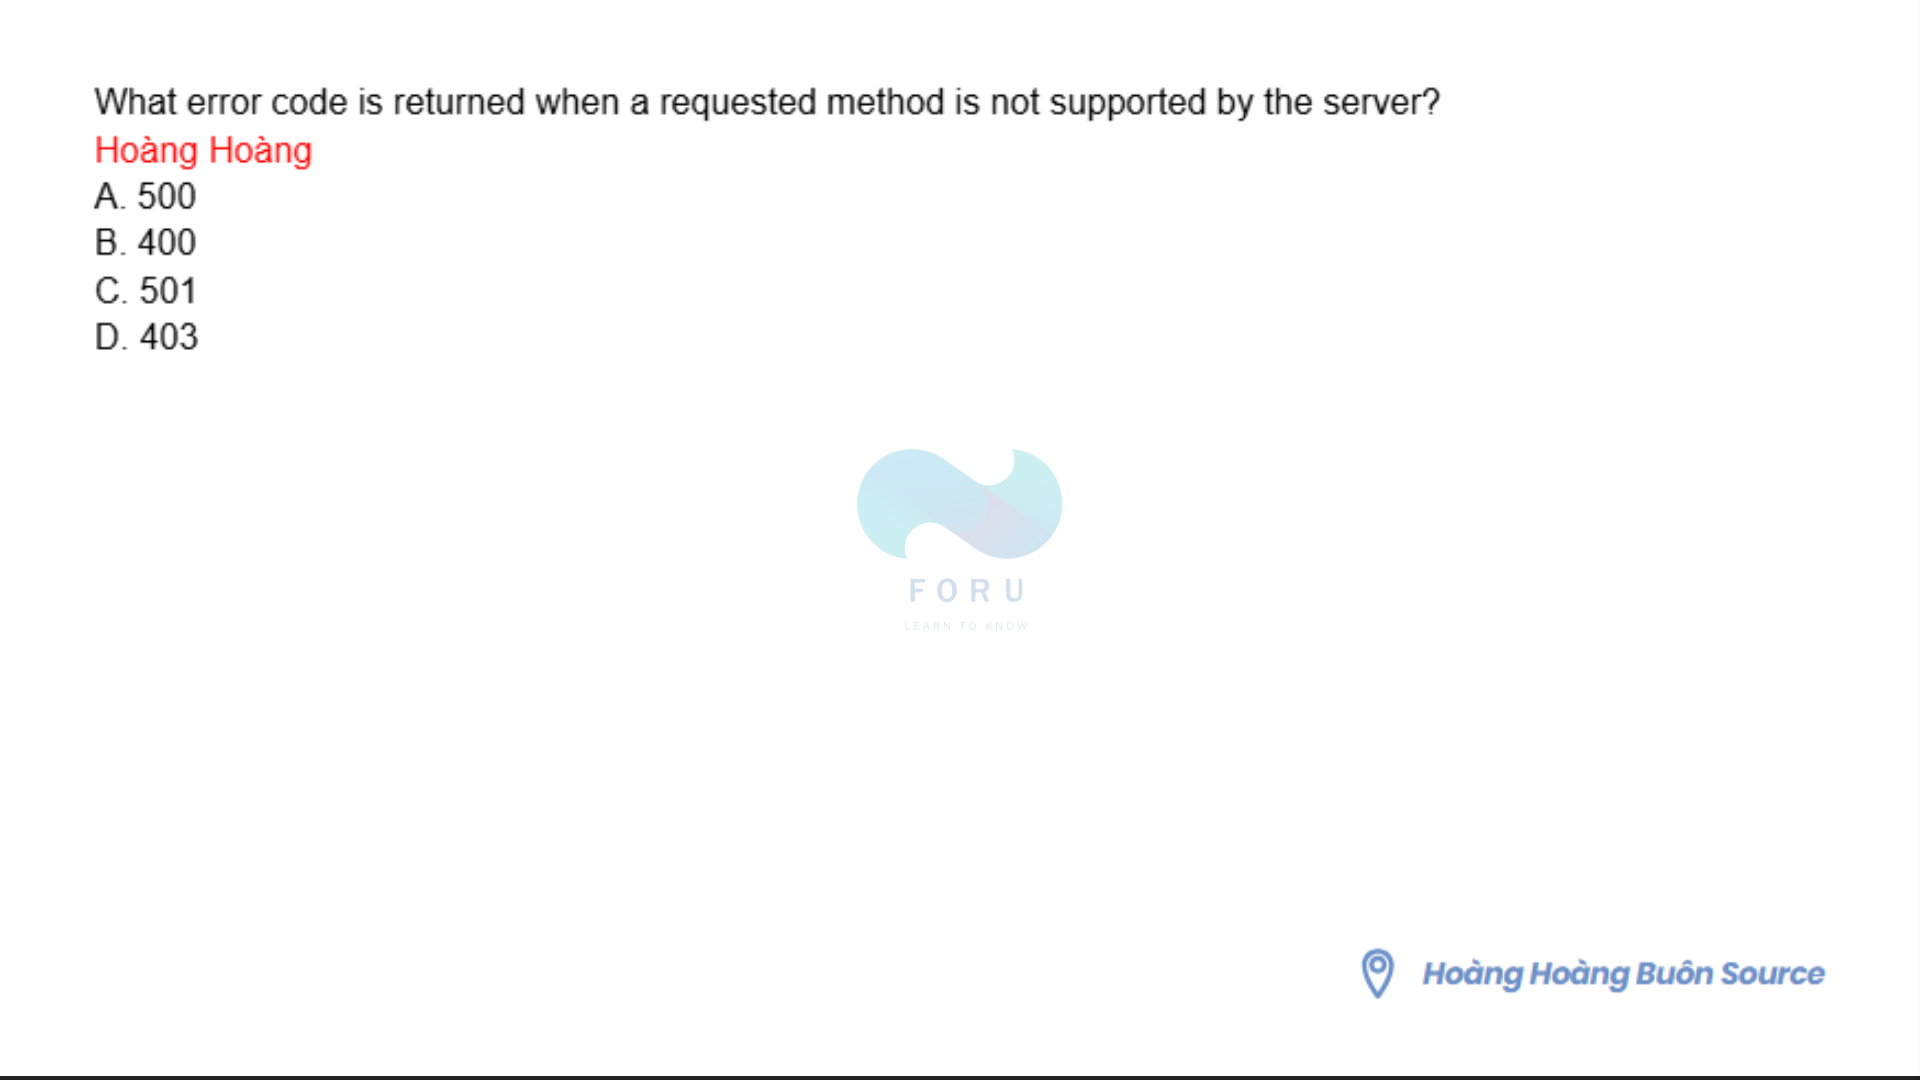 What error code is returned when a requested method is not supported by the server?
Hoàng Hoàng
A. 500
B. 400
C. 501
D. 403
FORU
LEARN TO KNOW
Hoàng Hoàng Buôn Source